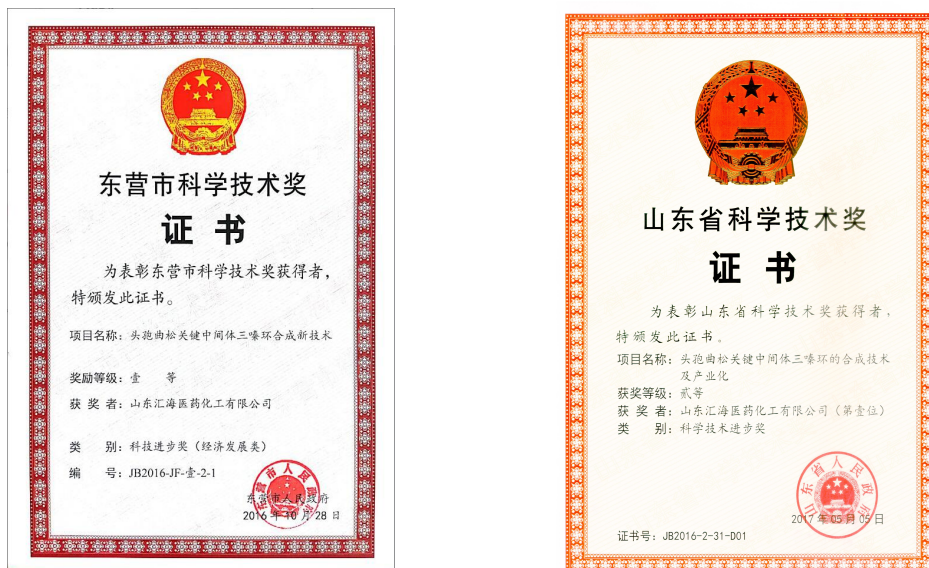 东营市科学技术奖
证书
为表彰东营市科学技术奖获得者，
特颁发此证书。
项目名称：头孢曲松关键中间体三嗪环合成新技术
奖励等级：壹 等
获 奖 者：山东汇海医药化工有限公司
类 别：科技进步奖（经济发展类）
编 号：JB2016-JF-壹-2-1
东营市人民政府
2016年10月28日
山东省科学技术奖
证书
为表彰山东省科学技术奖获得者，
特颁发此证书。
项目名称：头孢曲松关键中间体三嗪环的合成技术
及产业化
获奖等级：贰等
获 奖 者：山东汇海医药化工有限公司（第壹位）
类 别：科学技术进步奖
山东省人民政府
2017年05月05日
证书号：JB2016-2-31-D01